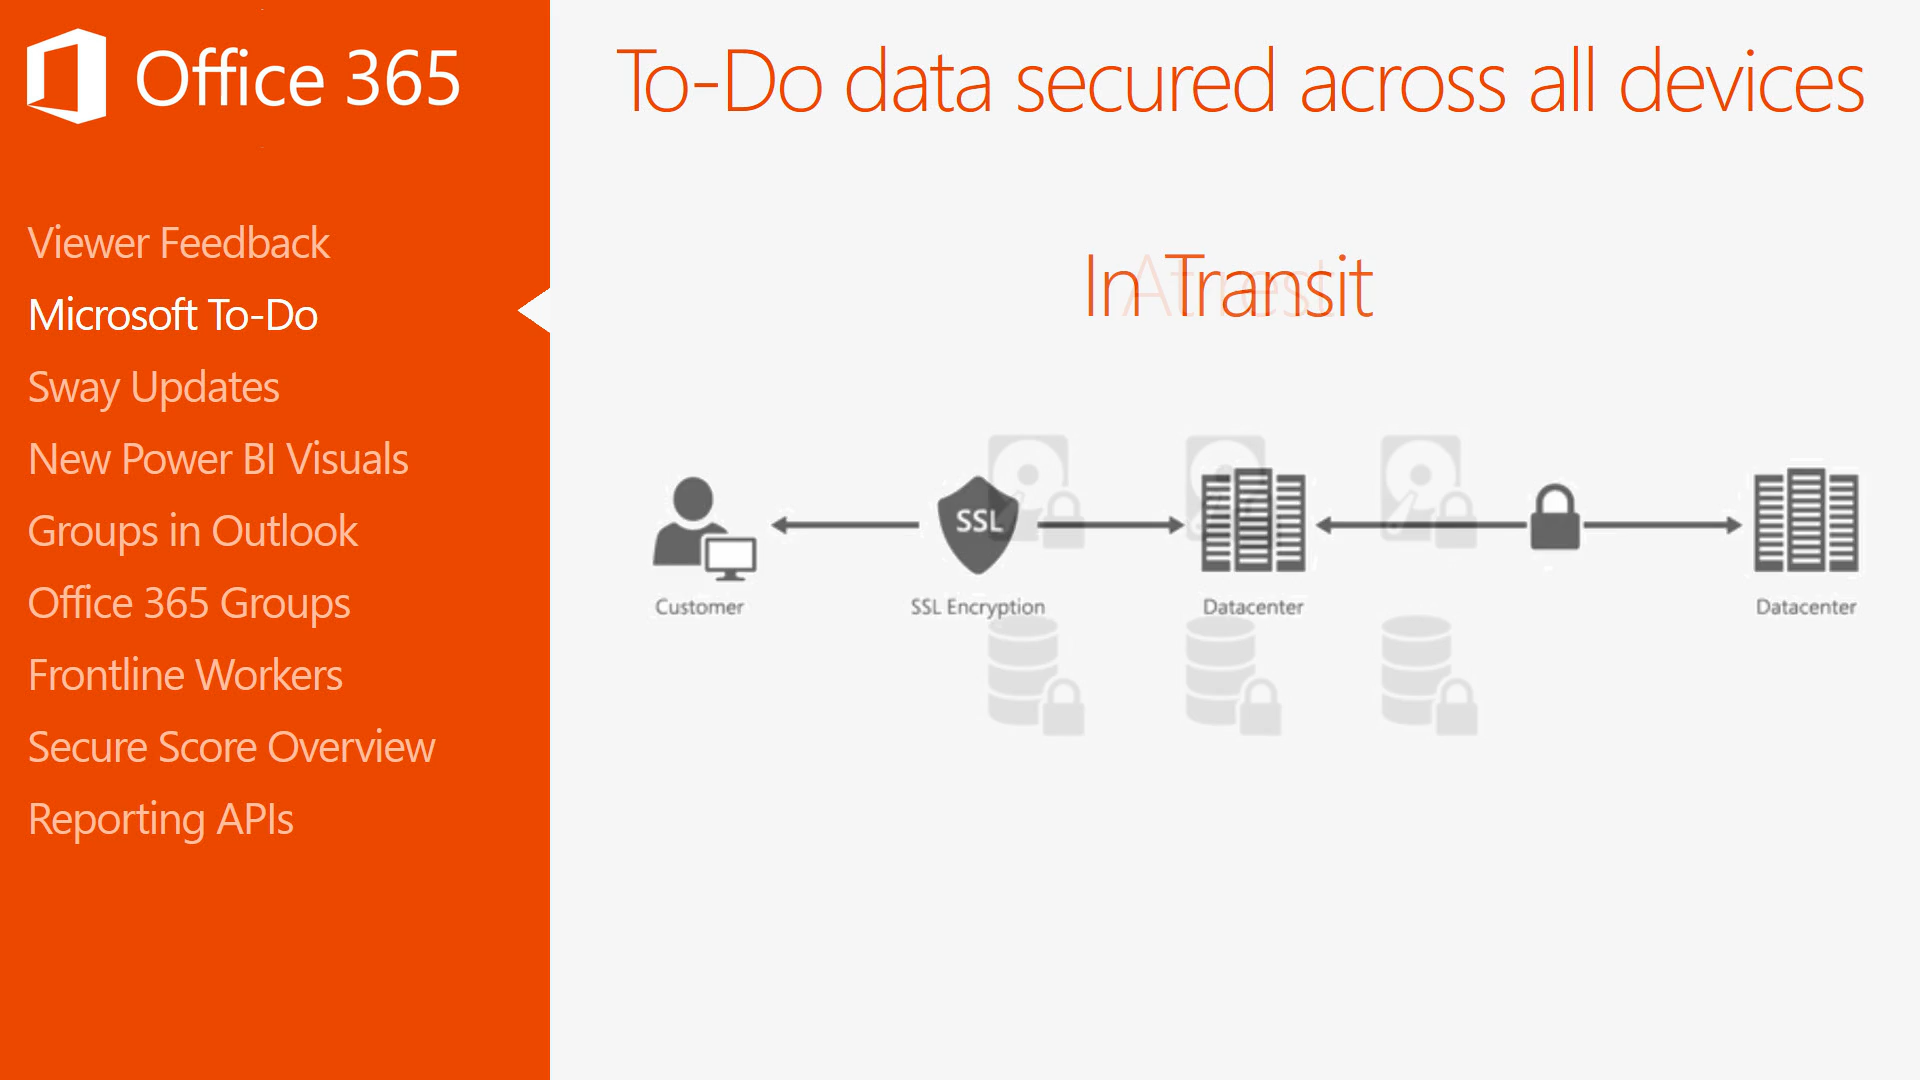 Office 365
Viewer Feedback
Microsoft To-Do
Sway Updates
New Power BI Visuals
Groups in Outlook
Office 365 Groups
Frontline Workers
Secure Score Overview
Reporting APIs
To-Do data secured across all devices
In Transit
At rest
SSL
Customer
SSL Encryption
Datacenter
Datacenter